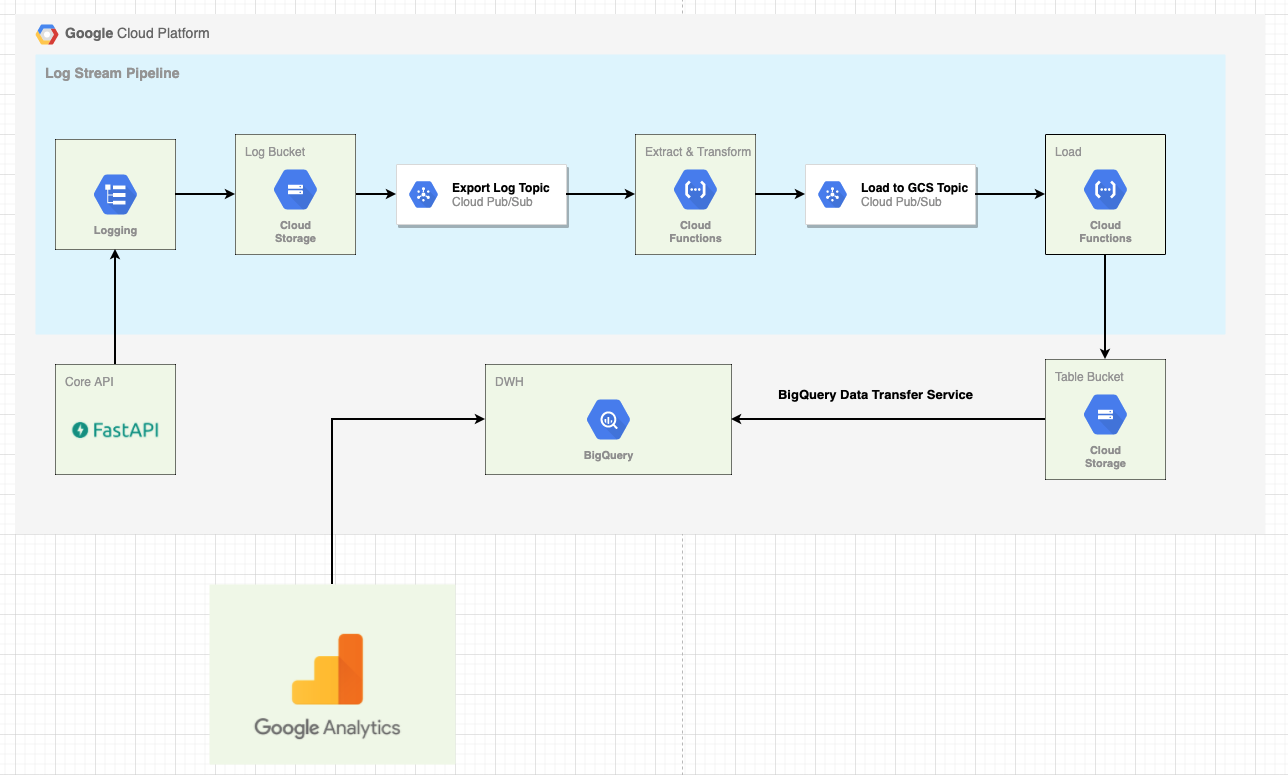 Google Cloud Platform
Log Stream Pipeline
Logging
Log Bucket
Cloud
Storage
Export Log Topic
Cloud Pub/Sub
Extract & Transform
Cloud
Functions
Load to GCS Topic
Cloud Pub/Sub
Load
Cloud
Functions
Core API
FastAPI
DWH
BigQuery
BigQuery Data Transfer Service
Table Bucket
Cloud
Storage
Google Analytics